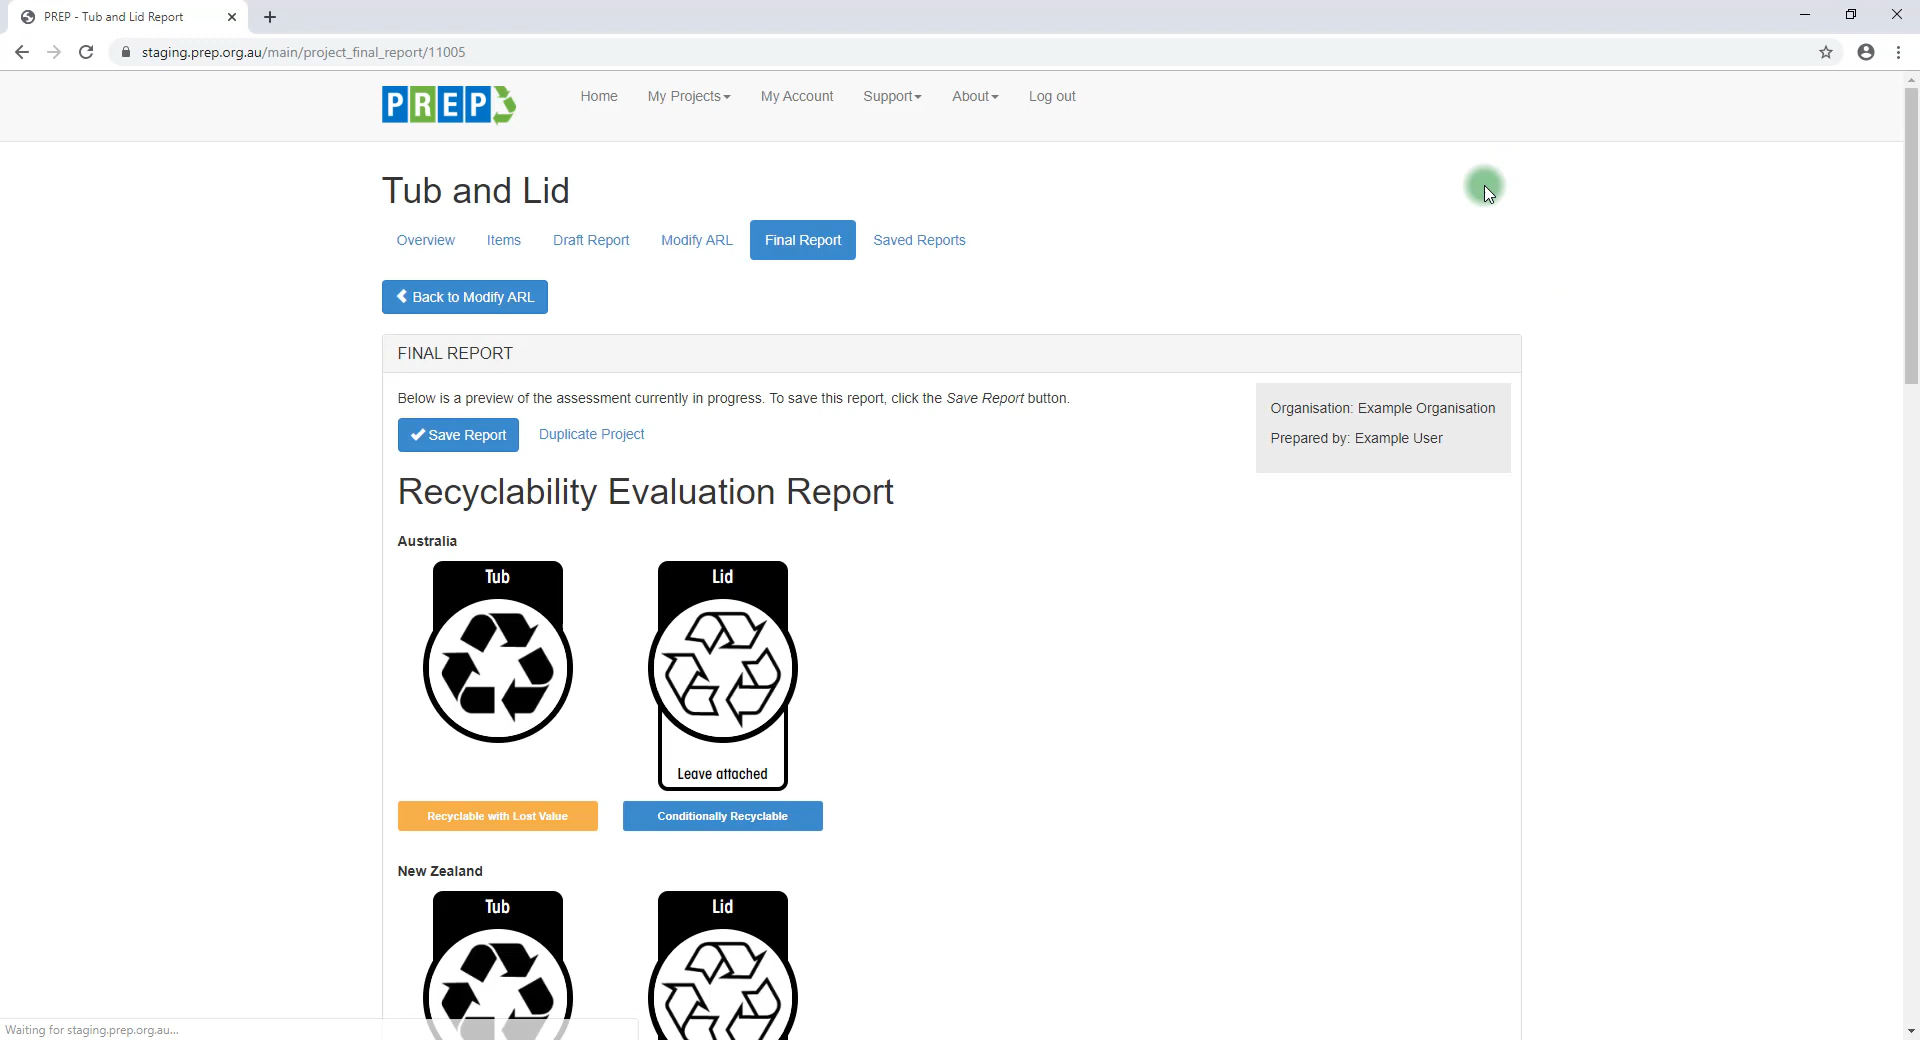 PREP - Tub and Lid Report
staging.prep.org.au/main/project_final_report/11005
PREP
Home My Projects My Account Support About Log out
Tub and Lid
Overview Items Draft Report Modify ARL Final Report Saved Reports
Back to Modify ARL
FINAL REPORT
Below is a preview of the assessment currently in progress. To save this report, click the Save Report button.
Organisation: Example Organisation
Prepared by: Example User
Save Report Duplicate Project
Recyclability Evaluation Report
Australia
Tub Lid
Leave attached
Recyclable with Lost Value Conditionally Recyclable
New Zealand
Tub Lid
Waiting for staging.prep.org.au...